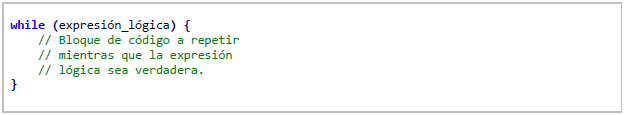 while (expresión_lógica) {
    // Bloque de código a repetir
    // mientras que la expresión
    // lógica sea verdadera.
}